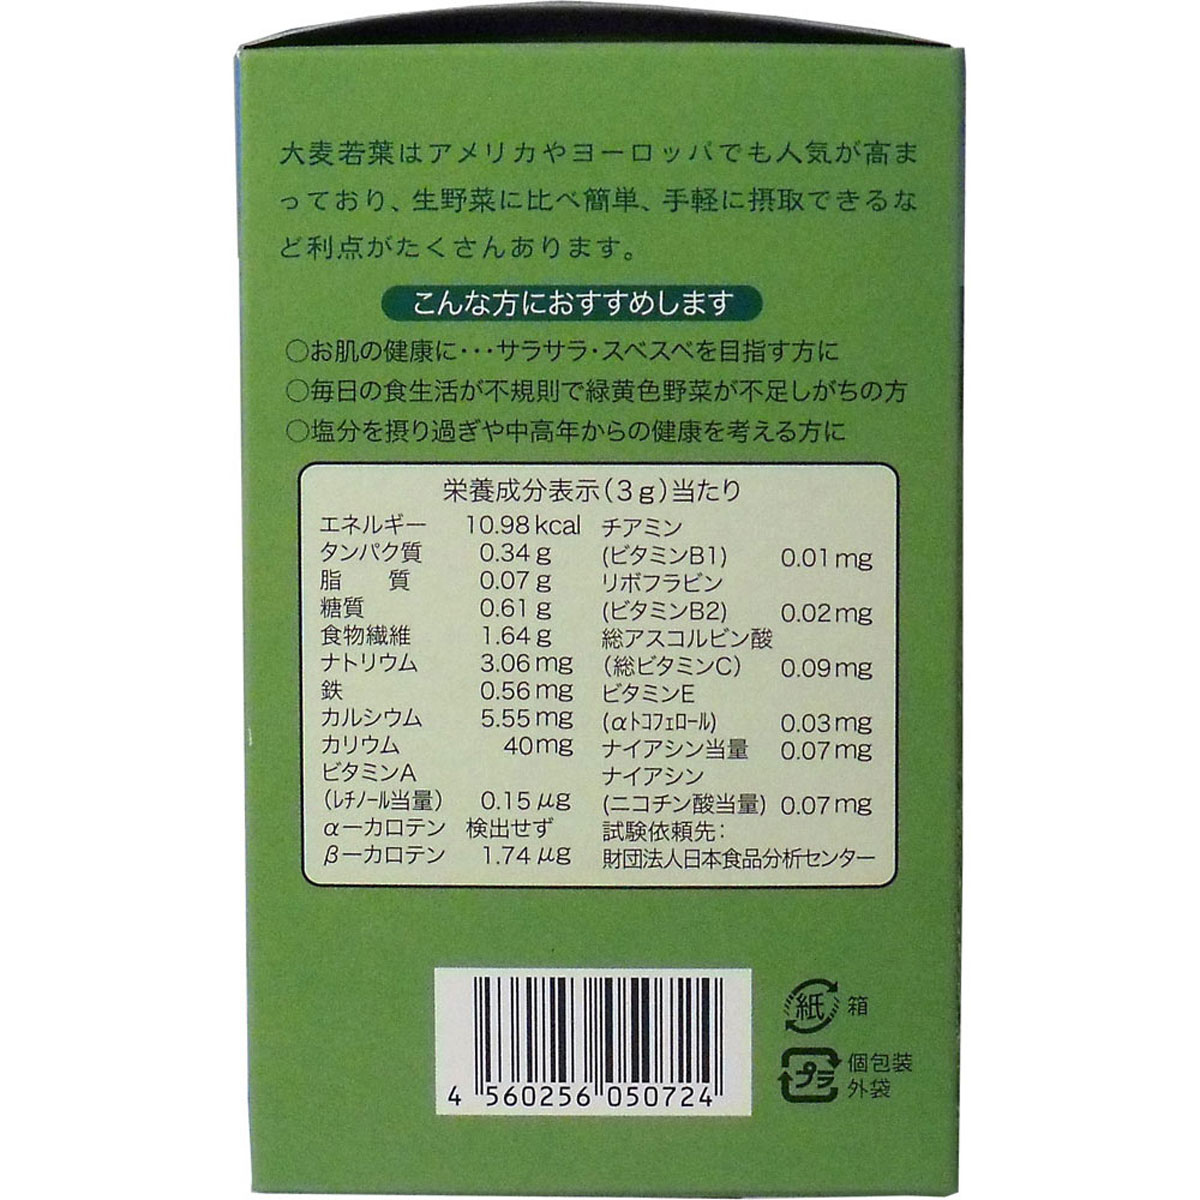 大麦若葉はアメリカやヨーロッパでも人気が高ま
っており、生野菜に比べ簡単、手軽に摂取できるな
ど利点がたくさんあります。
こんな方におすすめします
○お肌の健康に・・・サラサラ・スベスベを目指す方に
○毎日の食生活が不規則で緑黄色野菜が不足しがちの方
○塩分を摂り過ぎや中高年からの健康を考える方に
栄養成分表示(3g)当たり
エネルギー 10.98kcal
タンパク質 0.34g
脂 質 0.07g
糖質 0.61g
食物繊維 1.64g
ナトリウム 3.06mg
鉄 0.56mg
カルシウム 5.55mg
カリウム 40mg
ビタミンA
(レチノール当量) 0.15μg
α−カロテン 検出せず
β−カロテン 1.74μg
チアミン
(ビタミンB1) 0.01mg
リボフラビン
(ビタミンB2) 0.02mg
総アスコルビン酸
(総ビタミンC) 0.09mg
ビタミンE
(αトコフェロール) 0.03mg
ナイアシン当量 0.07mg
ナイアシン
(ニコチン酸当量) 0.07mg
試験依頼先:
財団法人日本食品分析センター
4 560256 050724
紙 箱
プラ 個包装
外袋